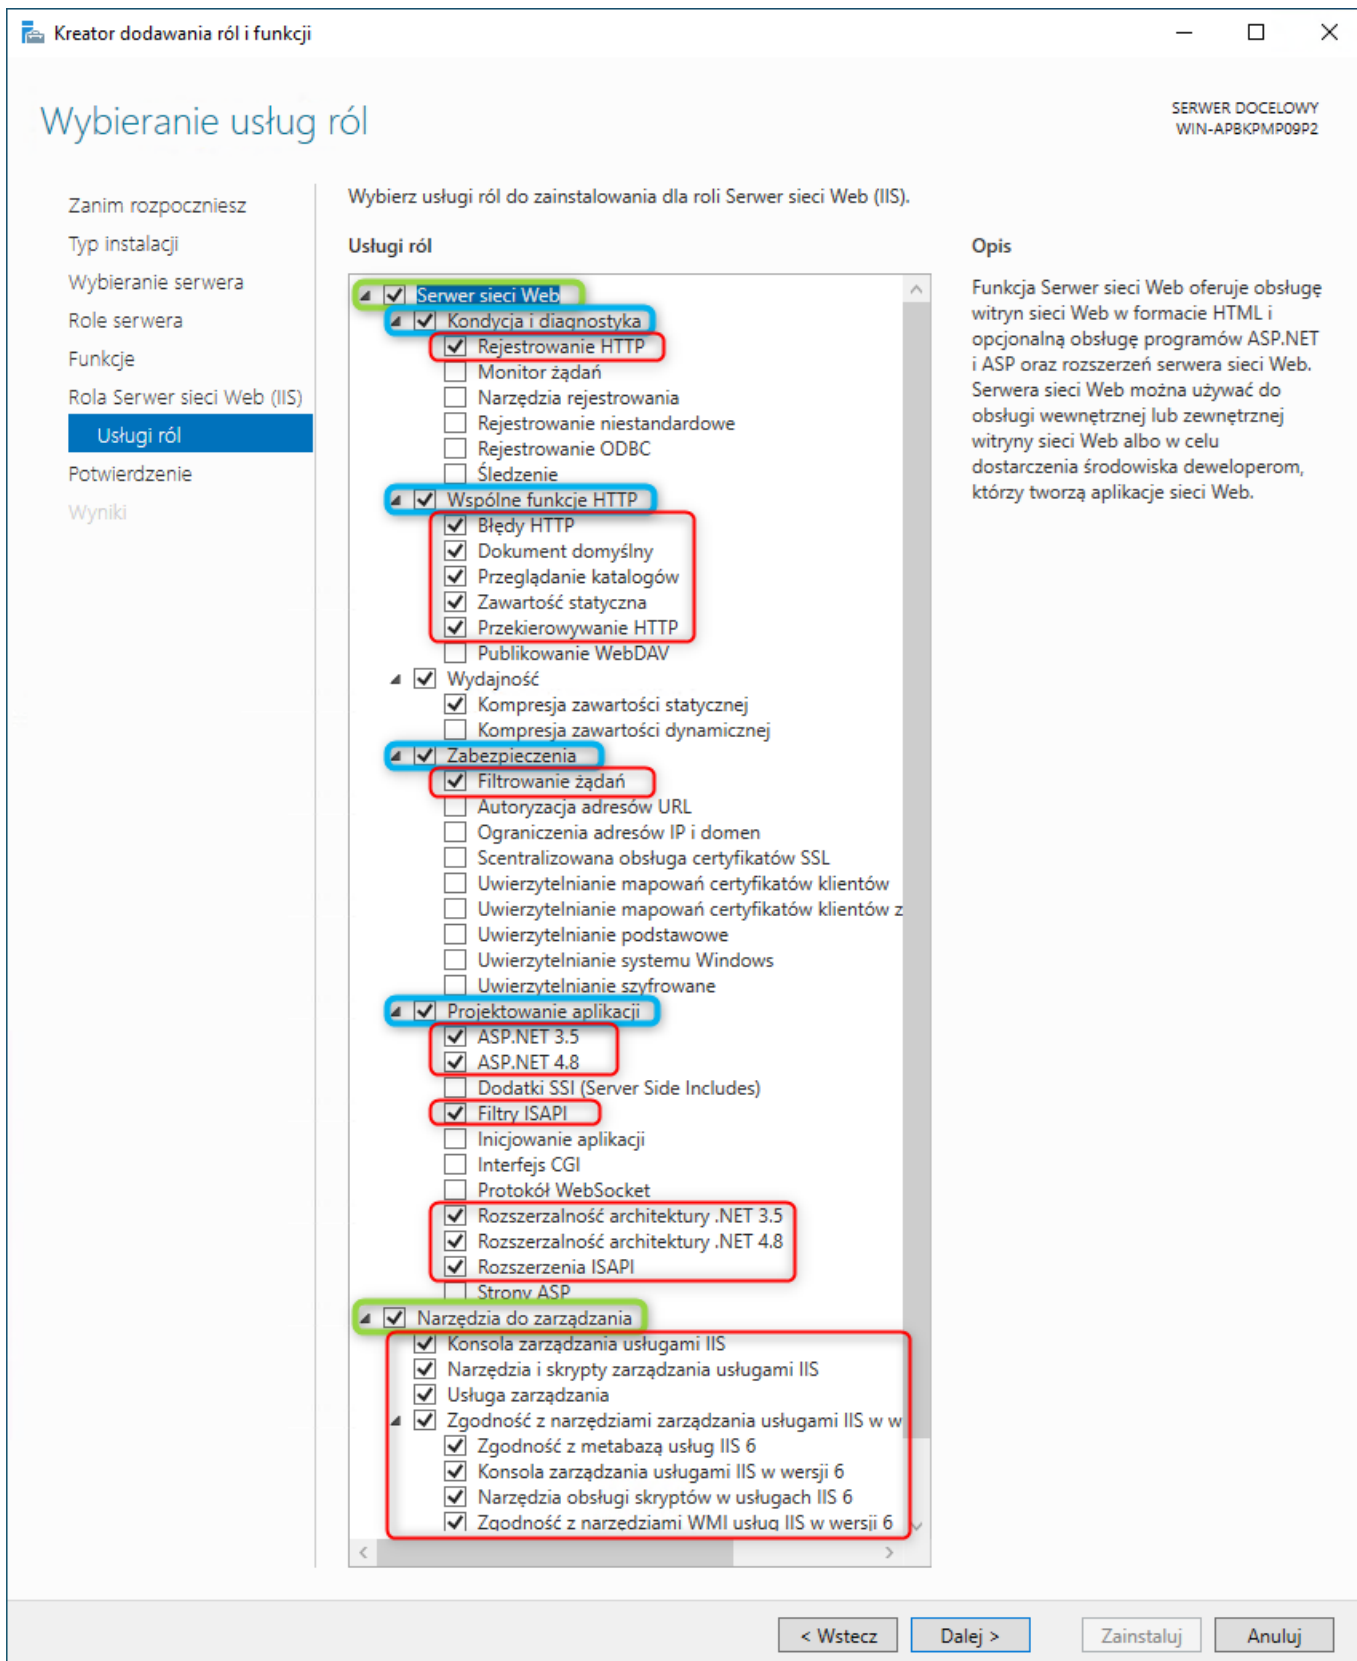 Kreator dodawania ról i funkcji
Wybieranie usług ról
SERWER DOCELOWY
WIN-APBKPMP09P2
Zanim rozpoczniesz
Typ instalacji
Wybieranie serwera
Role serwera
Funkcje
Rola Serwer sieci Web (IIS)
Usługi ról
Potwierdzenie
Wyniki
Wybierz usługi ról do zainstalowania dla roli Serwer sieci Web (IIS).
Usługi ról
Serwer sieci Web
Kondycja i diagnostyka
Rejestrowanie HTTP
Monitor żądań
Narzędzia rejestrowania
Rejestrowanie niestandardowe
Rejestrowanie ODBC
Śledzenie
Wspólne funkcje HTTP
Błędy HTTP
Dokument domyślny
Przeglądanie katalogów
Zawartość statyczna
Przekierowywanie HTTP
Publikowanie WebDAV
Wydajność
Kompresja zawartości statycznej
Kompresja zawartości dynamicznej
Zabezpieczenia
Filtrowanie żądań
Autoryzacja adresów URL
Ograniczenia adresów IP i domen
Scentralizowana obsługa certyfikatów SSL
Uwierzytelnianie mapowań certyfikatów klientów
Uwierzytelnianie mapowań certyfikatów klientów z
Uwierzytelnianie podstawowe
Uwierzytelnianie systemu Windows
Uwierzytelnianie szyfrowane
Projektowanie aplikacji
ASP.NET 3.5
ASP.NET 4.8
Dodatki SSI (Server Side Includes)
Filtry ISAPI
Inicjowanie aplikacji
Interfejs CGI
Protokół WebSocket
Rozszerzalność architektury .NET 3.5
Rozszerzalność architektury .NET 4.8
Rozszerzenia ISAPI
Strony ASP
Narzędzia do zarządzania
Konsola zarządzania usługami IIS
Narzędzia i skrypty zarządzania usługami IIS
Usługa zarządzania
Zgodność z narzędziami zarządzania usługami IIS w w
Zgodność z metabazą usług IIS 6
Konsola zarządzania usługami IIS w wersji 6
Narzędzia obsługi skryptów w usługach IIS 6
Zgodność z narzędziami WMI usług IIS w wersji 6
Opis
Funkcja Serwer sieci Web oferuje obsługę
witryn sieci Web w formacie HTML i
opcjonalną obsługę programów ASP.NET
i ASP oraz rozszerzeń serwera sieci Web.
Serwera sieci Web można używać do
obsługi wewnętrznej lub zewnętrznej
witryny sieci Web albo w celu
dostarczenia środowiska deweloperom,
którzy tworzą aplikacje sieci Web.
< Wstecz
Dalej >
Zainstaluj
Anuluj